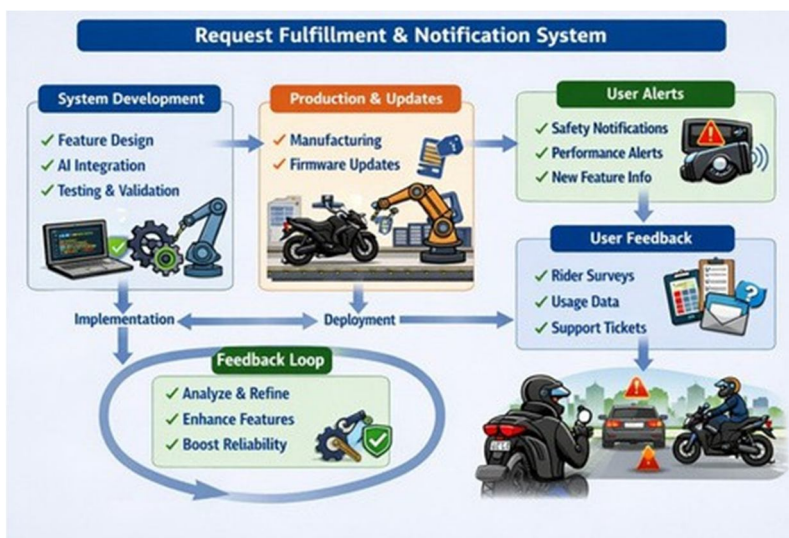 Request Fulfillment & Notification System
System Development
Feature Design
AI Integration
Testing & Validation
Production & Updates
Manufacturing
Firmware Updates
User Alerts
Safety Notifications
Performance Alerts
New Feature Info
User Feedback
Rider Surveys
Usage Data
Support Tickets
Implementation
Deployment
Feedback Loop
Analyze & Refine
Enhance Features
Boost Reliability